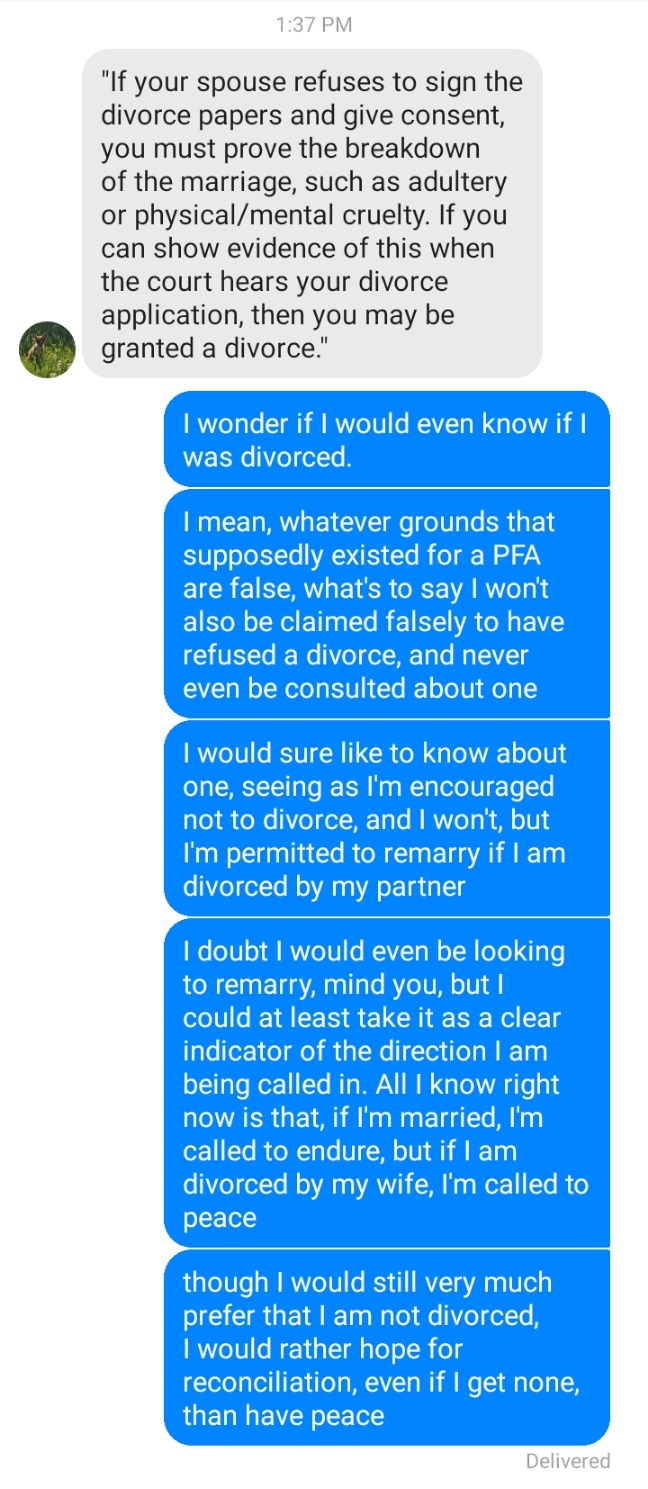 1:37 PM
"If your spouse refuses to sign the
divorce papers and give consent,
you must prove the breakdown
of the marriage, such as adultery
or physical/mental cruelty. If you
can show evidence of this when
the court hears your divorce
application, then you may be
granted a divorce."
I wonder if I would even know if I
was divorced.
I mean, whatever grounds that
supposedly existed for a PFA
are false, what's to say I won't
also be claimed falsely to have
refused a divorce, and never
even be consulted about one
I would sure like to know about
one, seeing as I'm encouraged
not to divorce, and I won't, but
I'm permitted to remarry if I am
divorced by my partner
I doubt I would even be looking
to remarry, mind you, but I
could at least take it as a clear
indicator of the direction I am
being called in. All I know right
now is that, if I'm married, I'm
called to endure, but if I am
divorced by my wife, I'm called to
peace
though I would still very much
prefer that I am not divorced,
I would rather hope for
reconciliation, even if I get none,
than have peace
Delivered